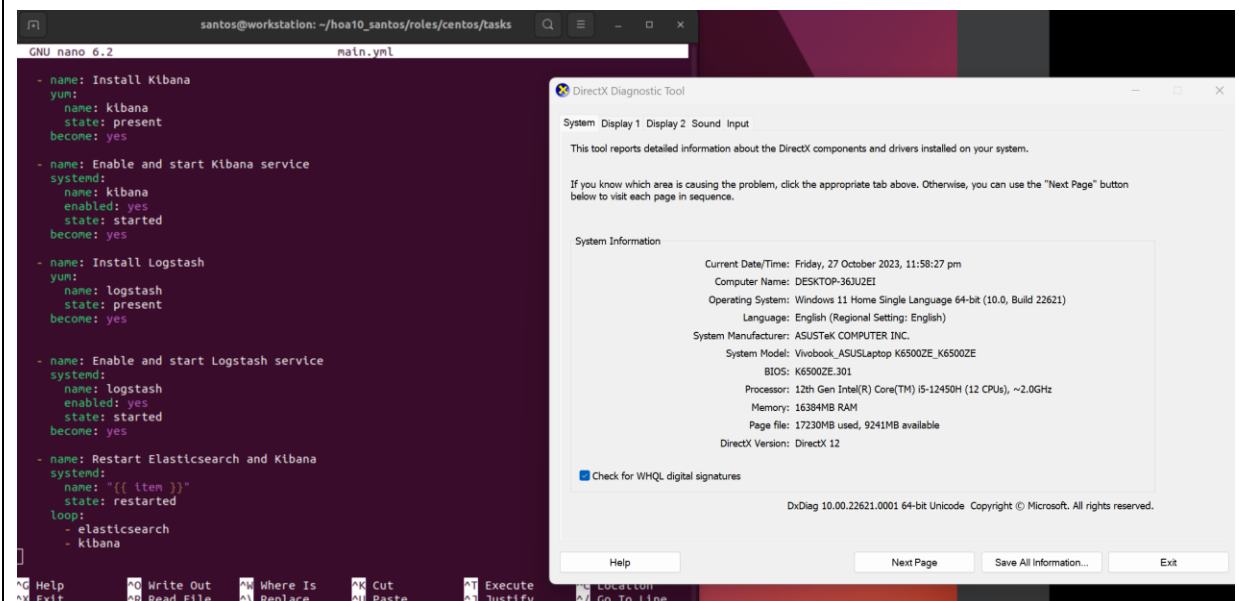 santos@workstation: ~/hoa10_santos/roles/centos/tasks
GNU nano 6.2 main.yml
- name: Install Kibana
yum:
name: kibana
state: present
become: yes
- name: Enable and start Kibana service
systemd:
name: kibana
enabled: yes
state: started
become: yes
- name: Install Logstash
yum:
name: logstash
state: present
become: yes
- name: Enable and start Logstash service
systemd:
name: logstash
enabled: yes
state: started
become: yes
- name: Restart Elasticsearch and Kibana
systemd:
name: "{{ item }}"
state: restarted
loop:
- elasticsearch
- kibana
^G Help ^O Write Out ^W Where Is ^K Cut ^T Execute ^C Location
^X Exit ^R Read File ^\ Replace ^U Paste ^J Justify ^/ Go To Line
DirectX Diagnostic Tool
System Display 1 Display 2 Sound Input
This tool reports detailed information about the DirectX components and drivers installed on your system.
If you know which area is causing the problem, click the appropriate tab above. Otherwise, you can use the "Next Page" button
below to visit each page in sequence.
System Information
Current Date/Time: Friday, 27 October 2023, 11:58:27 pm
Computer Name: DESKTOP-36JU2EI
Operating System: Windows 11 Home Single Language 64-bit (10.0, Build 22621)
Language: English (Regional Setting: English)
System Manufacturer: ASUSTeK COMPUTER INC.
System Model: Vivobook_ASUSLaptop K6500ZE_K6500ZE
BIOS: K6500ZE.301
Processor: 12th Gen Intel(R) Core(TM) i5-12450H (12 CPUs), ~2.0GHz
Memory: 16384MB RAM
Page file: 17230MB used, 9241MB available
DirectX Version: DirectX 12
Check for WHQL digital signatures
DxDiag 10.00.22621.0001 64-bit Unicode Copyright © Microsoft. All rights reserved.
Help Next Page Save All Information... Exit